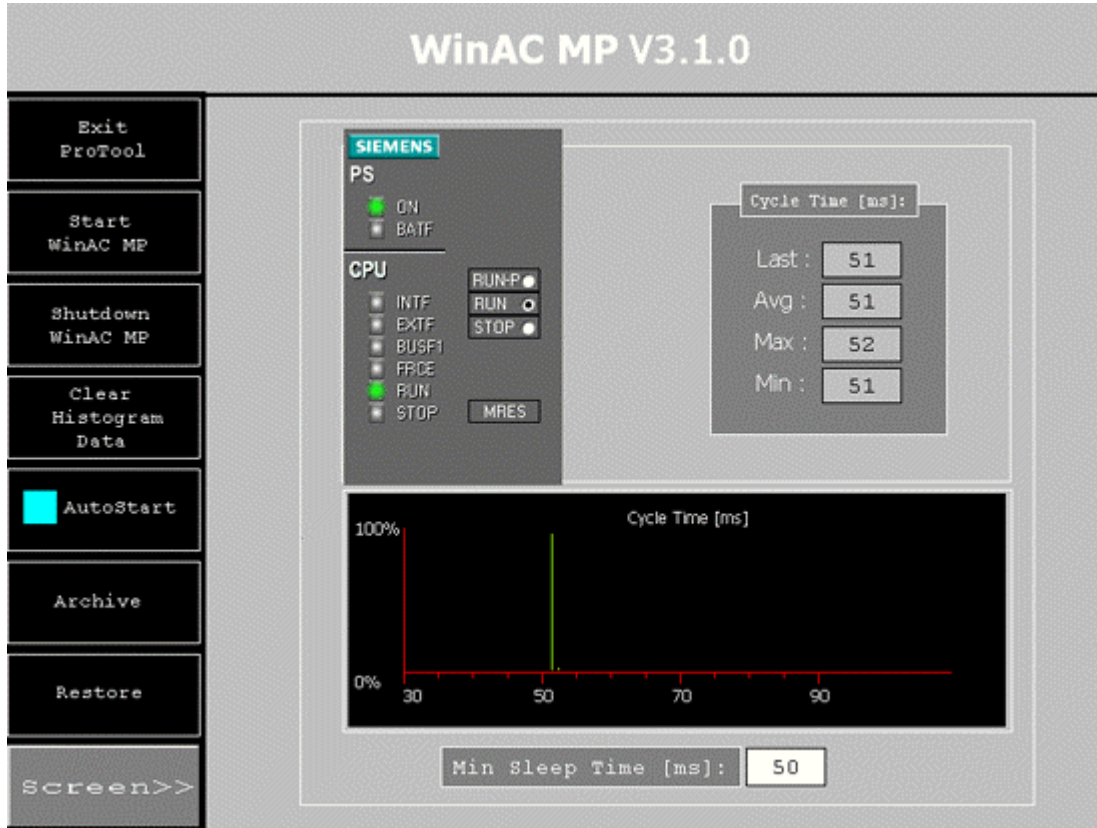 WinAC MP V3.1.0
Exit
ProTool
Start
WinAC MP
Shutdown
WinAC MP
Clear
Histogram
Data
AutoStart
Archive
Restore
Screen>>
SIEMENS
PS
ON
BATF
CPU
INTF
EXTF
BUSF1
FRCE
RUN
STOP
RUN-P
RUN
STOP
MRES
Cycle Time [ms]:
Last : 51
Avg : 51
Max : 52
Min : 51
Cycle Time [ms]
100%
0%
30 50 70 90
Min Sleep Time [ms]: 50